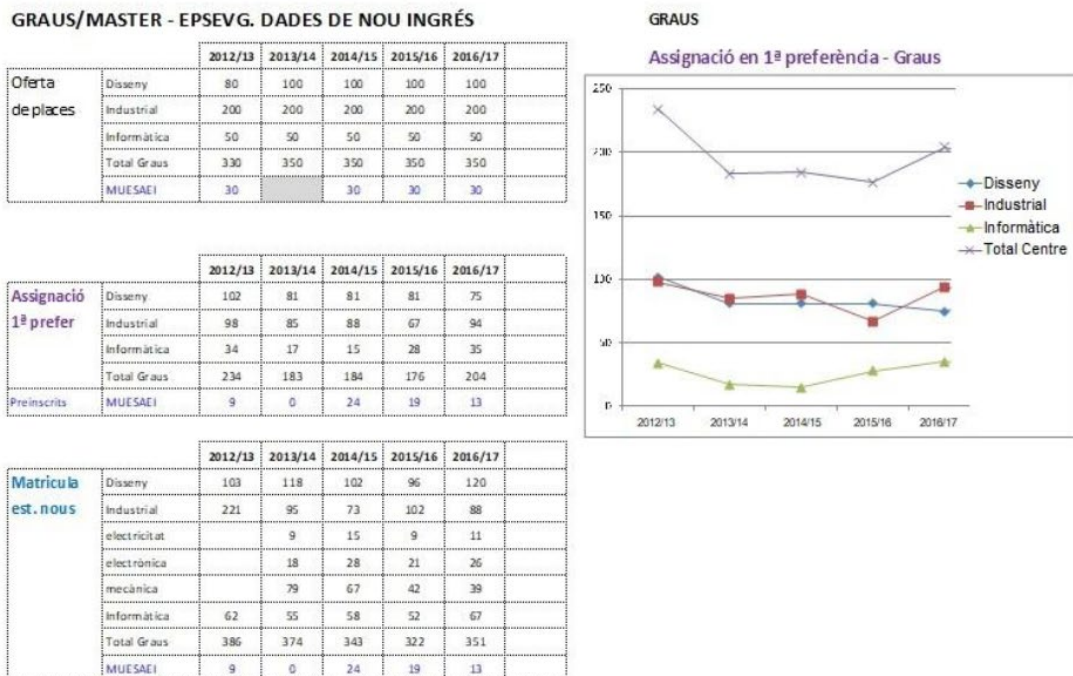 GRAUS/MASTER - EPSEVG. DADES DE NOU INGRÉS
2012/13 2013/14 2014/15 2015/16 2016/17
Oferta de places Disseny 80 100 100 100 100
Industrial 200 200 200 200 200
Informàtica 50 50 50 50 50
Total Graus 330 350 350 350 350
MUESAEI 30 30 30 30
2012/13 2013/14 2014/15 2015/16 2016/17
Assignació 1ª prefer Disseny 102 81 81 81 75
Industrial 98 85 88 67 94
Informàtica 34 17 15 28 35
Total Graus 234 183 184 176 204
Preinscrits MUESAEI 9 0 24 19 13
2012/13 2013/14 2014/15 2015/16 2016/17
Matricula est. nous Disseny 103 118 102 96 120
Industrial 221 95 73 102 88
electricitat 9 15 9 11
electrònica 18 28 21 26
mecànica 79 67 42 39
Informàtica 62 55 58 52 67
Total Graus 386 374 343 322 351
MUESAEI 9 0 24 19 13
GRAUS
Assignació en 1ª preferència - Graus
250
200
150
100
50
0
2012/13 2013/14 2014/15 2015/16 2016/17
Disseny
Industrial
Informàtica
Total Centre